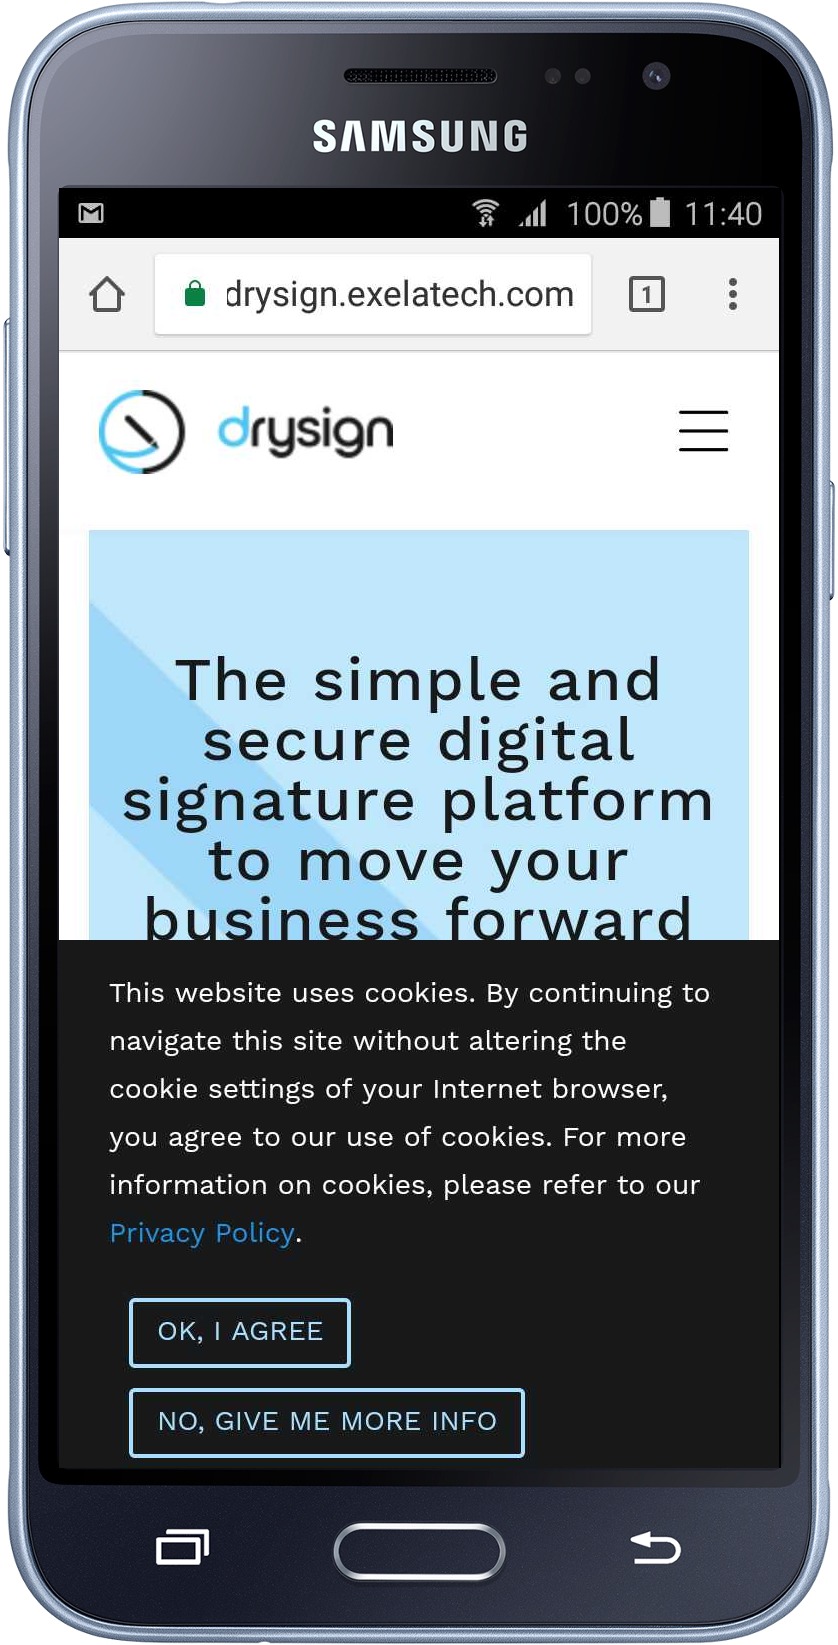 SAMSUNG
100% 11:40
drysign.exelatech.com 1
drysign
The simple and
secure digital
signature platform
to move your
business forward
This website uses cookies. By continuing to
navigate this site without altering the
cookie settings of your Internet browser,
you agree to our use of cookies. For more
information on cookies, please refer to our
Privacy Policy.
OK, I AGREE
NO, GIVE ME MORE INFO